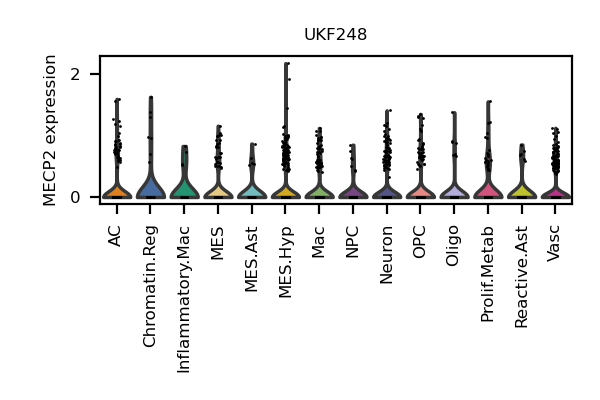 UKF248
MECP2 expression
2
0
AC
Chromatin.Reg
Inflammatory.Mac
MES
MES.Ast
MES.Hyp
Mac
NPC
Neuron
OPC
Oligo
Prolif.Metab
Reactive.Ast
Vasc